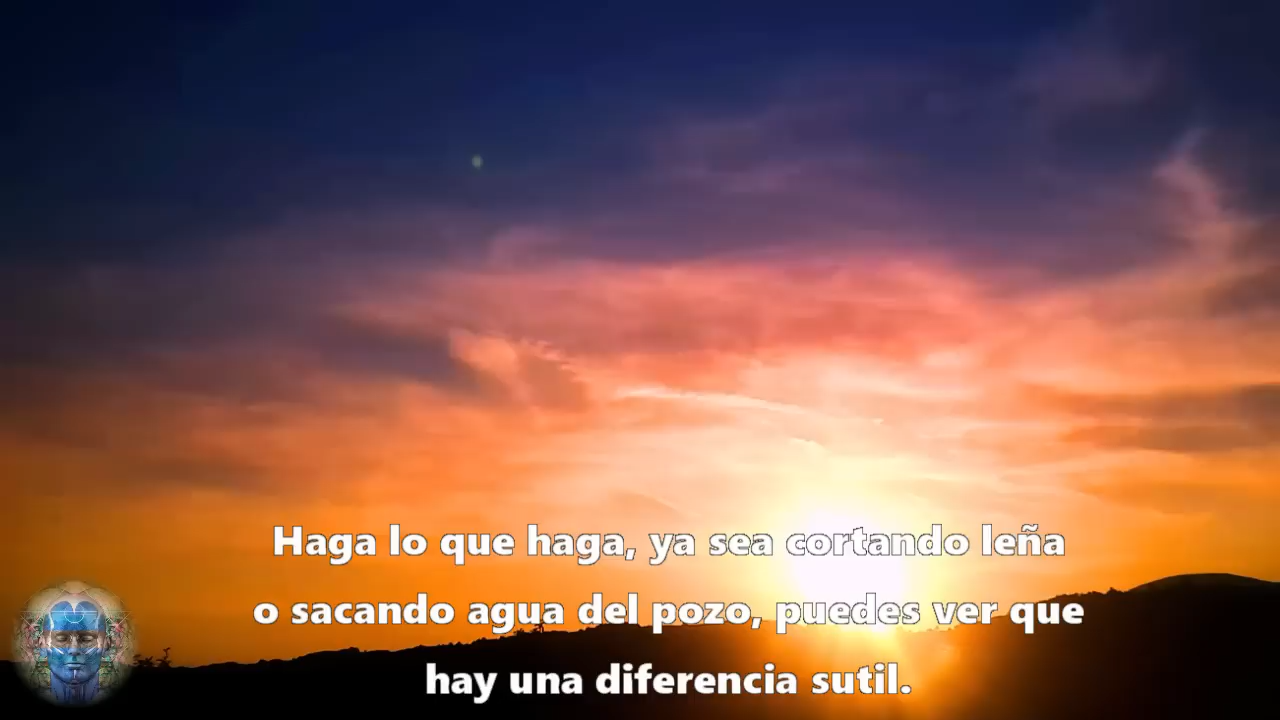 Haga lo que haga, ya sea cortando leña
o sacando agua del pozo, puedes ver que
hay una diferencia sutil.